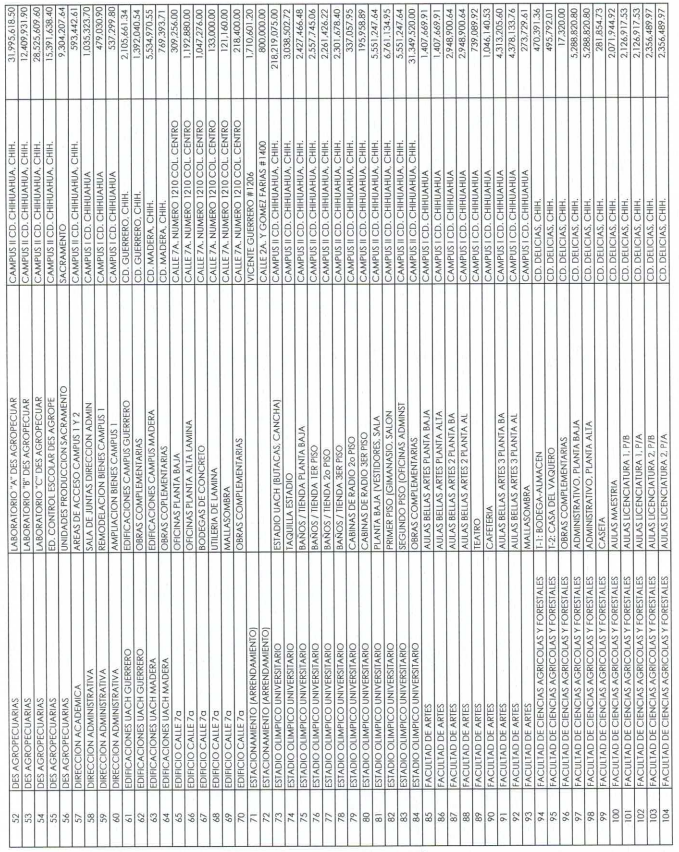 52 DES AGROPECUARIAS LABORATORIO "A" DES AGROPECUAR CAMPUS II CD. CHIHUAHUA, CHIH. 31,995,618.50
53 DES AGROPECUARIAS LABORATORIO "B" DES AGROPECUAR CAMPUS II CD. CHIHUAHUA, CHIH. 12,409,931.90
54 DES AGROPECUARIAS LABORATORIO "C" DES AGROPECUAR CAMPUS II CD. CHIHUAHUA, CHIH. 28,525,609.60
55 DES AGROPECUARIAS ED. CONTROL ESCOLAR DES AGROPE CAMPUS II CD. CHIHUAHUA, CHIH. 15,391,638.40
56 DES AGROPECUARIAS UNIDADES PRODUCCION SACRAMENTO SACRAMENTO 9,304,207.64
57 DIRECCION ACADEMICA AREAS DE ACCESO CAMPUS 1 Y 2 CAMPUS II CD. CHIHUAHUA, CHIH. 593,442.61
58 DIRECCION ADMINISTRATIVA SALA DE JUNTAS DIRECCION ADMIN CAMPUS I CD. CHIHUAHUA 1,035,323.70
59 DIRECCION ADMINISTRATIVA REMODELACION BIENES CAMPUS 1 CAMPUS I CD. CHIHUAHUA 479,030.90
60 DIRECCION ADMINISTRATIVA AMPLIACION BIENES CAMPUS 1 CAMPUS I CD. CHIHUAHUA 537,299.80
61 EDIFICACIONES UACH GUERRERO EDIFICACIONES CAMPUS GUERRERO CD. GUERRERO, CHIH. 2,105,661.34
62 EDIFICACIONES UACH GUERRERO OBRAS COMPLEMENTARIAS CD. GUERRERO, CHIH. 1,392,040.54
63 EDIFICACIONES UACH MADERA EDIFICACIONES CAMPUS MADERA CD. MADERA, CHIH. 5,534,970.55
64 EDIFICACIONES UACH MADERA OBRAS COPLEMENTARIAS CD. MADERA, CHIH. 769,393.71
65 EDIFICIO CALLE 7a OFICINAS PLANTA BAJA CALLE 7A. NUMERO 1210 COL. CENTRO 309,256.00
66 EDIFICIO CALLE 7a OFICINAS PLANTA ALTA LAMINA CALLE 7A. NUMERO 1210 COL. CENTRO 1,192,880.00
67 EDIFICIO CALLE 7a BODEGAS DE CONCRETO CALLE 7A. NUMERO 1210 COL. CENTRO 1,047,276.00
68 EDIFICIO CALLE 7a UTILERIA DE LAMINA CALLE 7A. NUMERO 1210 COL. CENTRO 133,000.00
69 EDIFICIO CALLE 7a MALLASOMBRA CALLE 7A. NUMERO 1210 COL. CENTRO 121,140.00
70 EDIFICIO CALLE 7a OBRAS COMPLEMENTARIAS CALLE 7A. NUMERO 1210 COL. CENTRO 218,400.00
71 ESTACIONAMIENTO (ARRENDAMIENTO) VICENTE GUERRERO #1206 1,710,601.20
72 ESTACIONAMIENTO (ARRENDAMIENTO) CALLE 2A. Y GOMEZ FARIAS #1400 800,000.00
73 ESTADIO OLIMPICO UNIVERSITARIO ESTADIO UACH (BUTACAS, CANCHA) CAMPUS II CD. CHIHUAHUA, CHIH. 218,219,075.00
74 ESTADIO OLIMPICO UNIVERSITARIO TAQUILLA ESTADIO CAMPUS II CD. CHIHUAHUA, CHIH. 3,038,502.72
75 ESTADIO OLIMPICO UNIVERSITARIO BAÑOS / TIENDA PLANTA BAJA CAMPUS II CD. CHIHUAHUA, CHIH. 2,427,466.48
76 ESTADIO OLIMPICO UNIVERSITARIO BAÑOS / TIENDA 1ER PISO CAMPUS II CD. CHIHUAHUA, CHIH. 2,557,745.06
77 ESTADIO OLIMPICO UNIVERSITARIO BAÑOS / TIENDA 2o PISO CAMPUS II CD. CHIHUAHUA, CHIH. 2,261,426.22
78 ESTADIO OLIMPICO UNIVERSITARIO BAÑOS / TIENDA 3ER PISO CAMPUS II CD. CHIHUAHUA, CHIH. 2,301,678.40
79 ESTADIO OLIMPICO UNIVERSITARIO CABINAS DE RADIO 2o PISO CAMPUS II CD. CHIHUAHUA, CHIH. 337,057.95
80 ESTADIO OLIMPICO UNIVERSITARIO CABINAS DE RADIO 3ER PISO CAMPUS II CD. CHIHUAHUA, CHIH. 195,958.89
81 ESTADIO OLIMPICO UNIVERSITARIO PLANTA BAJO (VESTIDORES, SALA CAMPUS II CD. CHIHUAHUA, CHIH. 5,551,247.64
82 ESTADIO OLIMPICO UNIVERSITARIO PRIMER PISO (GIMANASIO, SALON CAMPUS II CD. CHIHUAHUA, CHIH. 6,761,134.95
83 ESTADIO OLIMPICO UNIVERSITARIO SEGUNDO PISO (OFICINAS ADMINST CAMPUS II CD. CHIHUAHUA, CHIH. 5,551,247.64
84 ESTADIO OLIMPICO UNIVERSITARIO OBRAS COMPLEMENTARIAS CAMPUS II CD. CHIHUAHUA, CHIH. 31,349,520.00
85 FACULTAD DE ARTES AULAS BELLAS ARTES PLANTA BAJA CAMPUS I CD. CHIHUAHUA 1,407,669.91
86 FACULTAD DE ARTES AULAS BELLAS ARTES PLANTA ALTA CAMPUS I CD. CHIHUAHUA 1,407,669.91
87 FACULTAD DE ARTES AULAS BELLAS ARTES 2 PLANTA BA CAMPUS I CD. CHIHUAHUA 2,948,900.64
88 FACULTAD DE ARTES AULAS BELLAS ARTES 2 PLANTA AL CAMPUS I CD. CHIHUAHUA 2,948,900.64
89 FACULTAD DE ARTES TEATRO CAMPUS I CD. CHIHUAHUA 739,089.92
90 FACULTAD DE ARTES CAFETERIA CAMPUS I CD. CHIHUAHUA 1,046,140.53
91 FACULTAD DE ARTES AULAS BELLAS ARTES 3 PLANTA BA CAMPUS I CD. CHIHUAHUA 4,313,205.60
92 FACULTAD DE ARTES AULAS BELLAS ARTES 3 PLANTA AL CAMPUS I CD. CHIHUAHUA 4,378,133.76
93 FACULTAD DE ARTES MALLASOMBRA CAMPUS I CD. CHIHUAHUA 273,729.61
94 FACULTAD DE CIENCIAS AGRICOLAS Y FORESTALES T-1: BODEGA-ALMACEN CD. DELICIAS, CHIH. 470,391.36
95 FACULTAD DE CIENCIAS AGRICOLAS Y FORESTALES T-2: CASA DEL VAQUERO CD. DELICIAS, CHIH. 495,792.01
96 FACULTAD DE CIENCIAS AGRICOLAS Y FORESTALES OBRAS COMPLEMENTARIAS CD. DELICIAS, CHIH. 17,320.00
97 FACULTAD DE CIENCIAS AGRICOLAS Y FORESTALES ADMINISTRATIVO, PLANTA BAJA CD. DELICIAS, CHIH. 5,288,820.80
98 FACULTAD DE CIENCIAS AGRICOLAS Y FORESTALES ADMINISTRATIVO, PLANTA ALTA CD. DELICIAS, CHIH. 5,288,820.80
99 FACULTAD DE CIENCIAS AGRICOLAS Y FORESTALES CASETA CD. DELICIAS, CHIH. 281,854.73
100 FACULTAD DE CIENCIAS AGRICOLAS Y FORESTALES AULAS MAESTRIA CD. DELICIAS, CHIH. 2,071,944.92
101 FACULTAD DE CIENCIAS AGRICOLAS Y FORESTALES AULAS LICENCIATURA 1, P/B CD. DELICIAS, CHIH. 2,126,917.53
102 FACULTAD DE CIENCIAS AGRICOLAS Y FORESTALES AULAS LICENCIATURA 1, P/A CD. DELICIAS, CHIH. 2,126,917.53
103 FACULTAD DE CIENCIAS AGRICOLAS Y FORESTALES AULAS LICENCIATURA 2, P/B CD. DELICIAS, CHIH. 2,356,489.97
104 FACULTAD DE CIENCIAS AGRICOLAS Y FORESTALES AULAS LICENCIATURA 2, P/A CD. DELICIAS, CHIH. 2,356,489.97